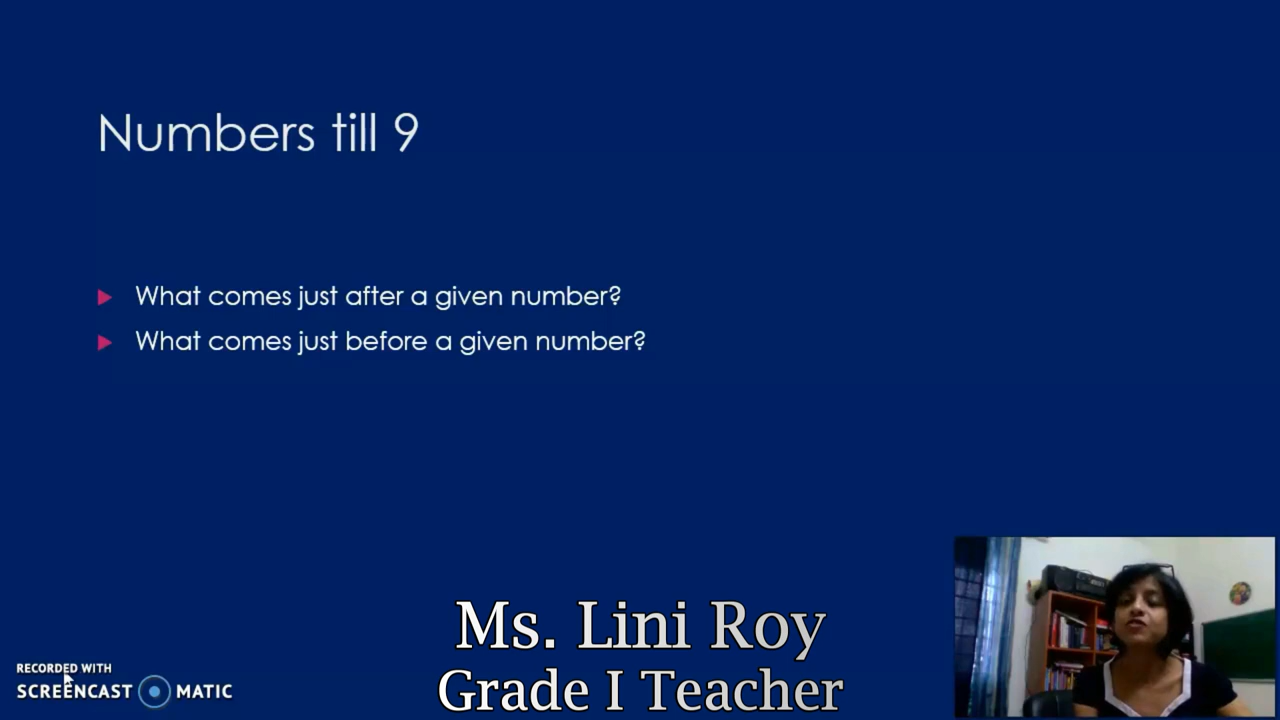 Numbers till 9
What comes just after a given number?
What comes just before a given number?
Ms. Lini Roy
Grade I Teacher
RECORDED WITH
SCREENCAST MATIC